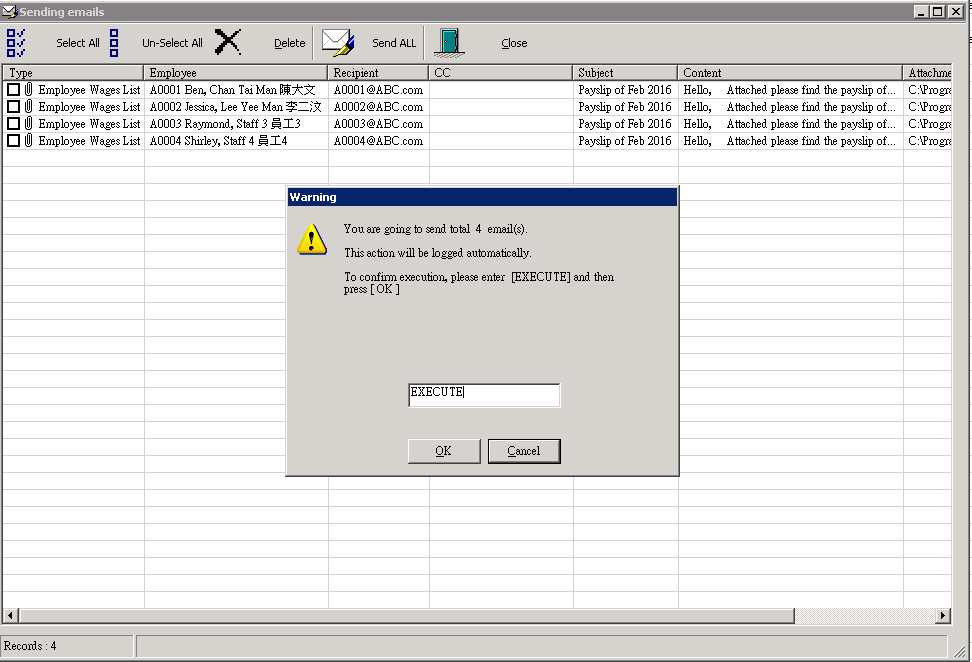 Sending emails
Select All Un-Select All Delete Send ALL Close
Type Employee Recipient CC Subject Content Attachme
Employee Wages List A0001 Ben, Chan Tai Man 陳大文 A0001@ABC.com Payslip of Feb 2016 Hello, Attached please find the payslip of... C:\Progra
Employee Wages List A0002 Jessica, Lee Yee Man 李二汶 A0002@ABC.com Payslip of Feb 2016 Hello, Attached please find the payslip of... C:\Progra
Employee Wages List A0003 Raymond, Staff 3 員工3 A0003@ABC.com Payslip of Feb 2016 Hello, Attached please find the payslip of... C:\Progra
Employee Wages List A0004 Shirley, Staff 4 員工4 A0004@ABC.com Payslip of Feb 2016 Hello, Attached please find the payslip of... C:\Progra
Warning
You are going to send total 4 email(s).
This action will be logged automatically.
To confirm execution, please enter [EXECUTE] and then
press [ OK ]
EXECUTE
OK Cancel
Records : 4